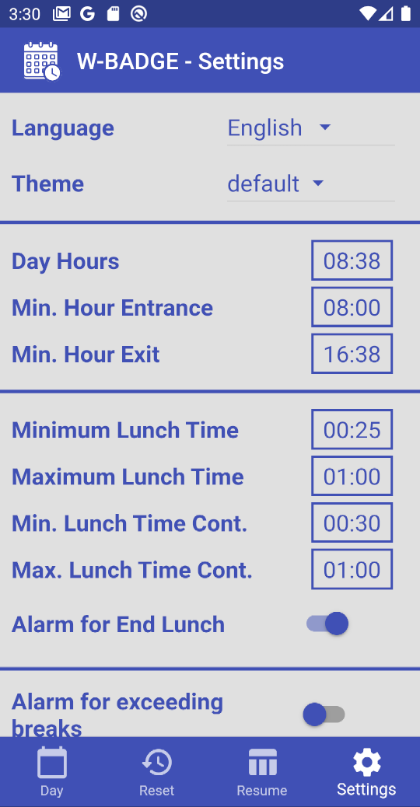 3:30
W-BADGE - Settings
Language English
Theme default
Day Hours 08:38
Min. Hour Entrance 08:00
Min. Hour Exit 16:38
Minimum Lunch Time 00:25
Maximum Lunch Time 01:00
Min. Lunch Time Cont. 00:30
Max. Lunch Time Cont. 01:00
Alarm for End Lunch
Alarm for exceeding
breaks
Day Reset Resume Settings